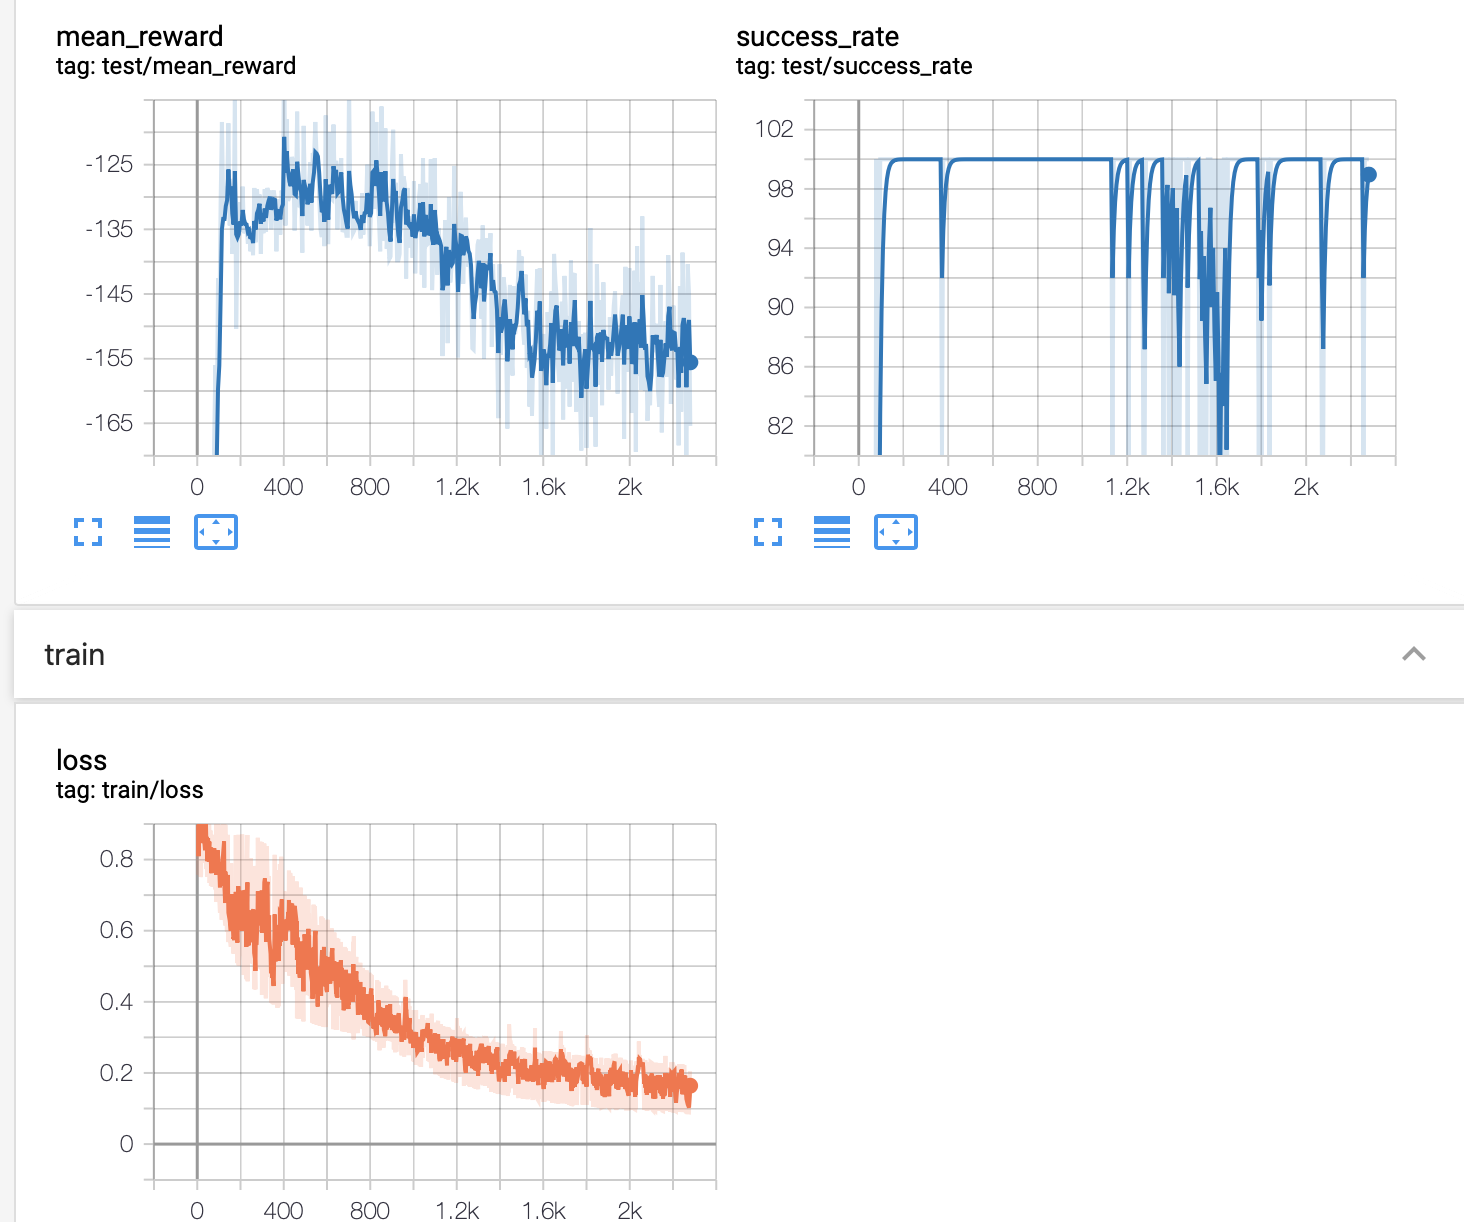 mean_reward
tag: test/mean_reward
-125
-135
-145
-155
-165
0 400 800 1.2k 1.6k 2k
success_rate
tag: test/success_rate
102
98
94
90
86
82
0 400 800 1.2k 1.6k 2k
train
loss
tag: train/loss
0.8
0.6
0.4
0.2
0
0 400 800 1.2k 1.6k 2k